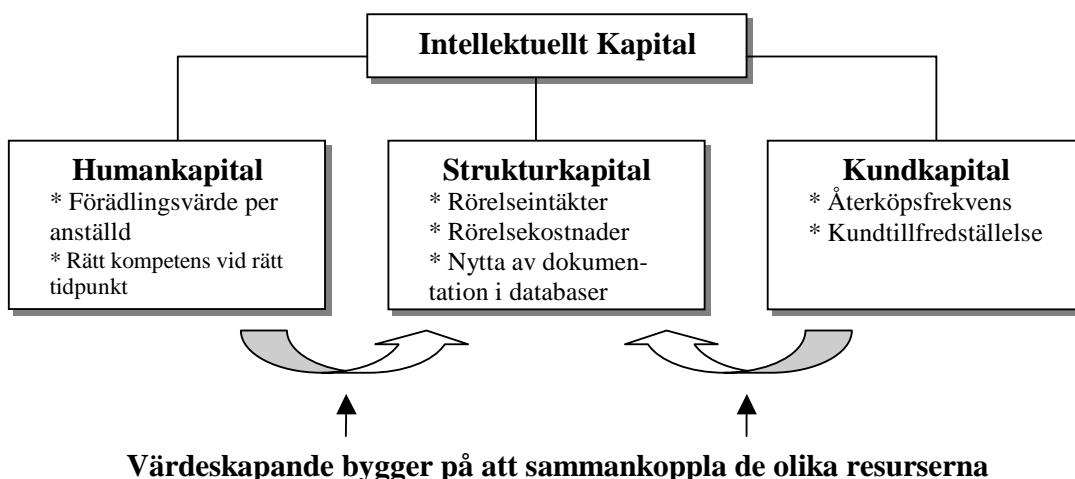 Intellektuellt Kapital
Humankapital
* Förädlingsvärde per
anställd
* Rätt kompetens vid rätt
tidpunkt
Strukturkapital
* Rörelseintäkter
* Rörelsekostnader
* Nytta av dokumen-
tation i databaser
Kundkapital
* Återköpsfrekvens
* Kundtillfredställelse
Värdeskapande bygger på att sammankoppla de olika resurserna